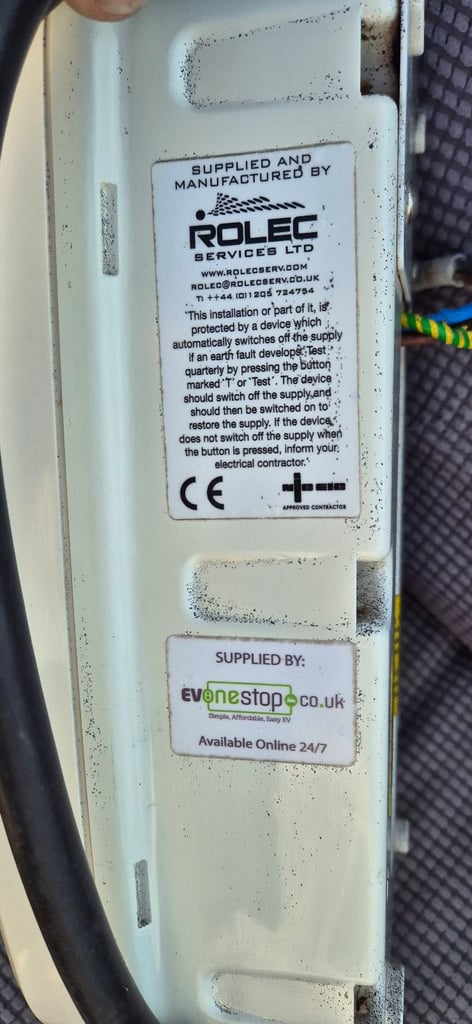 SUPPLIED AND
MANUFACTURED BY
ROLEC
SERVICES LTD
WWW.ROLECSERV.COM
ROLEC@ROLECSERV.CO.UK
T: ++44 (0)1205 724754
"This installation or part of it, is
protected by a device which
automatically switches off the supply
if an earth fault develops. Test
quarterly by pressing the button
marked 'T' or 'Test'. The device
should switch off the supply and
should then be switched on to
restore the supply. If the device
does not switch off the supply when
the button is pressed, inform your
electrical contractor."
CE
APPROVED CONTRACTOR
SUPPLIED BY:
EVonestop.co.uk
Simple, Affordable, Easy EV
Available Online 24/7